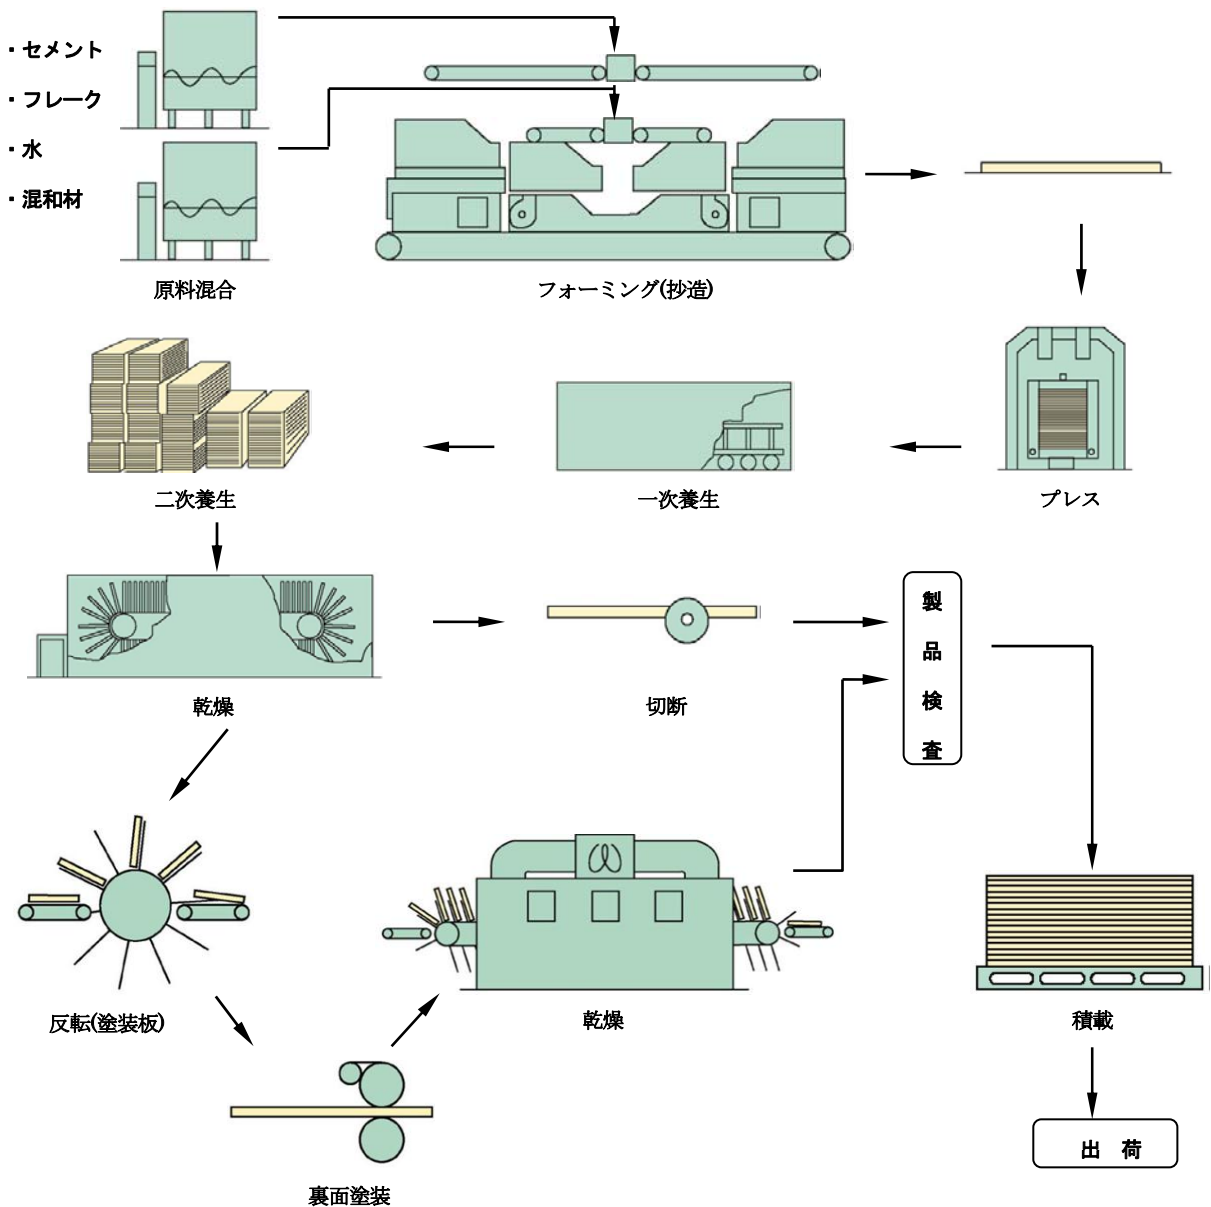 ・セメント
・フレーク
・水
・混和材
原料混合
フォーミング(抄造)
二次養生
一次養生
プレス
乾燥
切断
製
品
検
査
反転(塗装板)
乾燥
積載
裏面塗装
出 荷